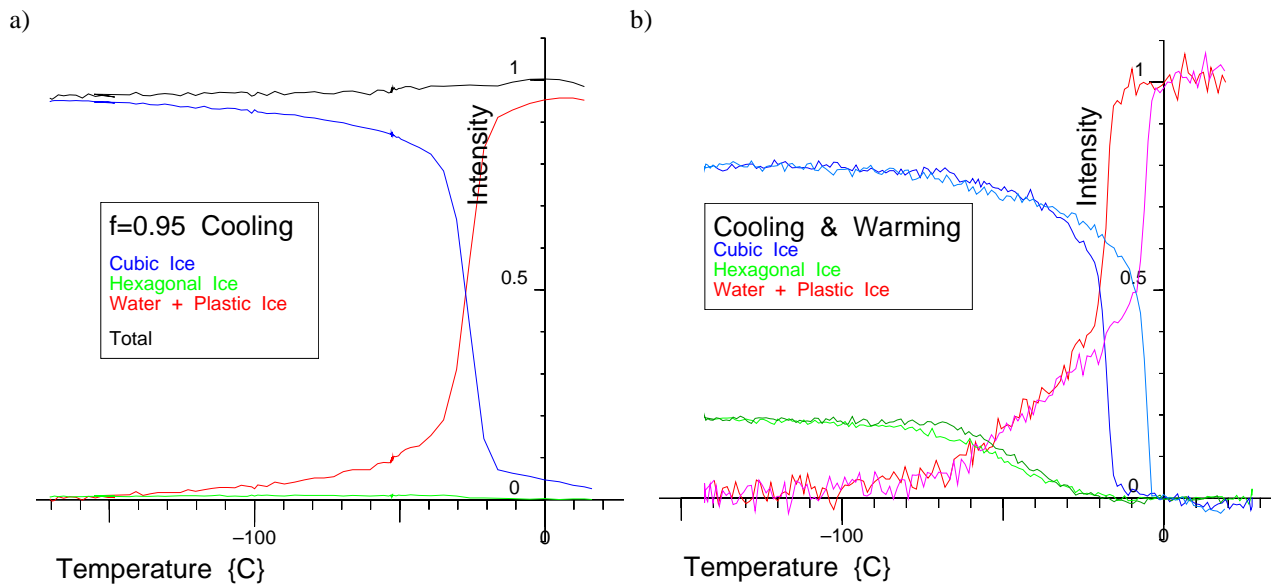 a)
1
Intensity
f=0.95 Cooling
Cubic Ice
Hexagonal Ice
Water + Plastic Ice
Total
0.5
0
−100
0
Temperature {C}
b)
1
Intensity
Cooling & Warming
Cubic Ice
Hexagonal Ice
Water + Plastic Ice
0.5
0
−100
0
Temperature {C}